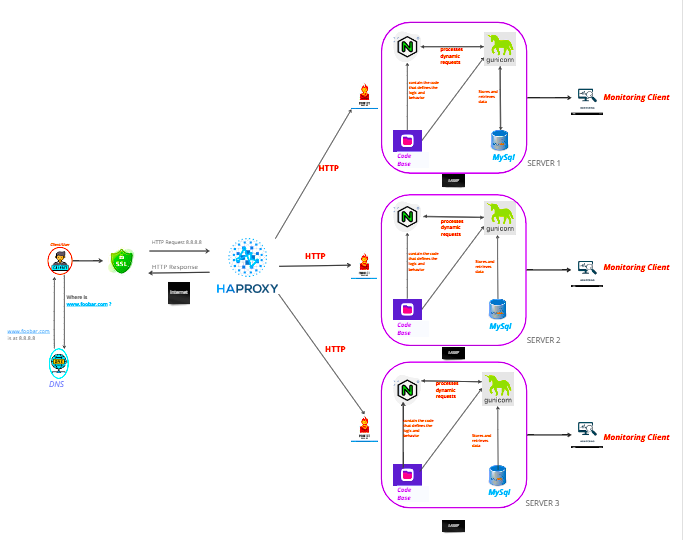 processes
dynamic
requests
gunicorn
contain the code
that defines the
logic and
behavior
Stores and
retrieves
data
Code
Base
MySql
SERVER 1
Monitoring Client
HTTP
processes
dynamic
requests
gunicorn
contain the code
that defines the
logic and
behavior
Stores and
retrieves
data
Code
Base
MySql
SERVER 2
Monitoring Client
HTTP
SSL
HTTP Request 8.8.8.8
HTTP Response
Internet
HAPROXY
Where is
www.foobar.com ?
www.foobar.com
is at 8.8.8.8
DNS
HTTP
processes
dynamic
requests
gunicorn
contain the code
that defines the
logic and
behavior
Stores and
retrieves
data
Code
Base
MySql
SERVER 3
Monitoring Client